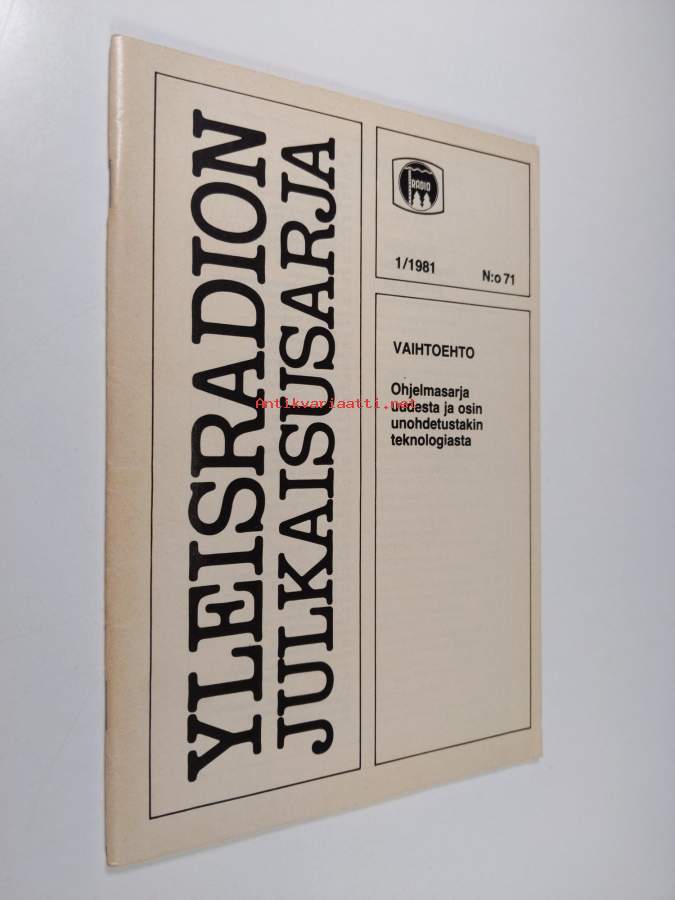 YLEISRADION
JULKAISUSARJA
RADIO
1/1981 N:o 71
VAIHTOEHTO
Ohjelmasarja
uudesta ja osin
unohdetustakin
teknologiasta
Antikvariaatti.net